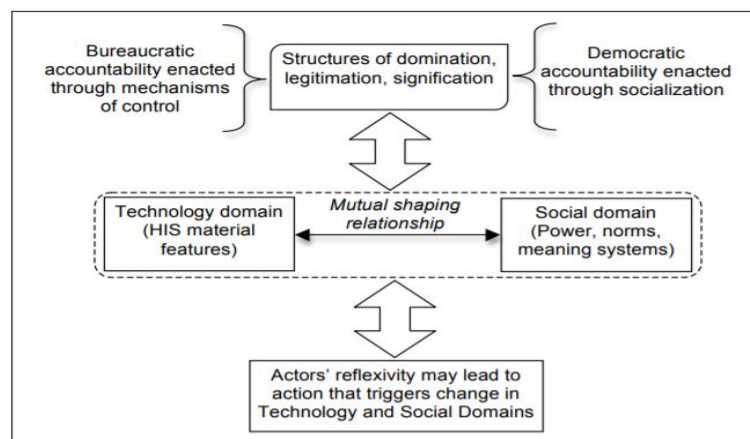 Bureaucratic
accountability enacted
through mechanisms
of control
Structures of domination,
legitimation, signification
Democratic
accountability enacted
through socialization
Technology domain
(HIS material
features)
Mutual shaping
relationship
Social domain
(Power, norms,
meaning systems)
Actors' reflexivity may lead to
action that triggers change in
Technology and Social Domains